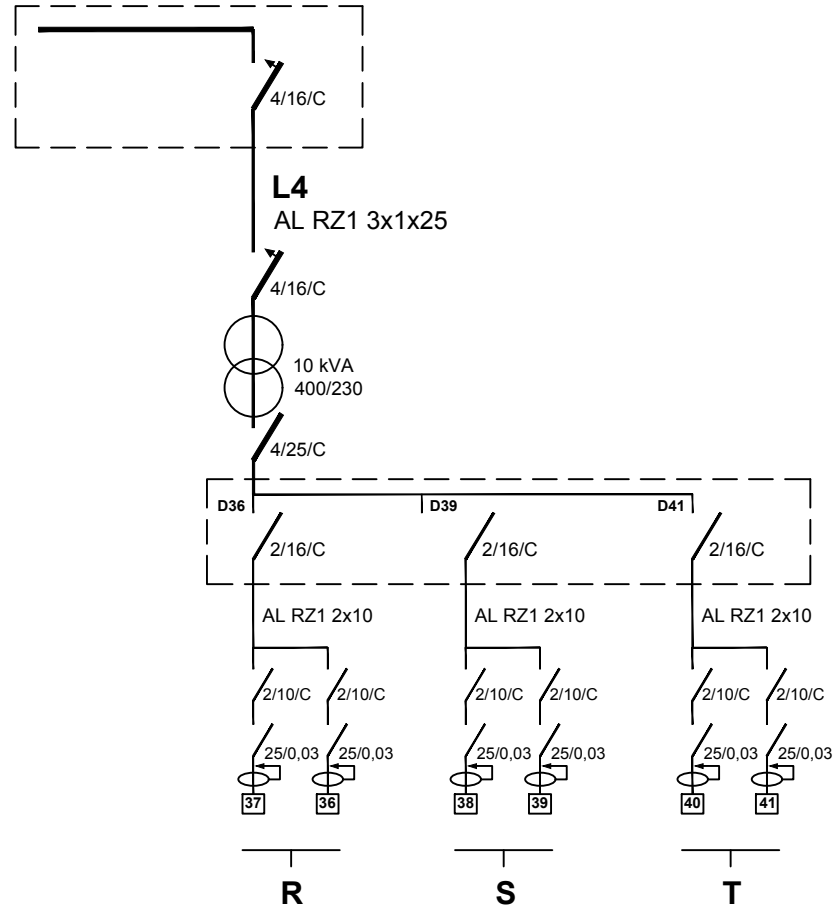 4/16/C
L4
AL RZ1 3x1x25
4/16/C
10 kVA
400/230
4/25/C
D36 D39 D41
2/16/C 2/16/C 2/16/C
AL RZ1 2x10 AL RZ1 2x10 AL RZ1 2x10
2/10/C 2/10/C 2/10/C 2/10/C 2/10/C 2/10/C
25/0,03 25/0,03 25/0,03 25/0,03 25/0,03 25/0,03
37 36 38 39 40 41
R S T